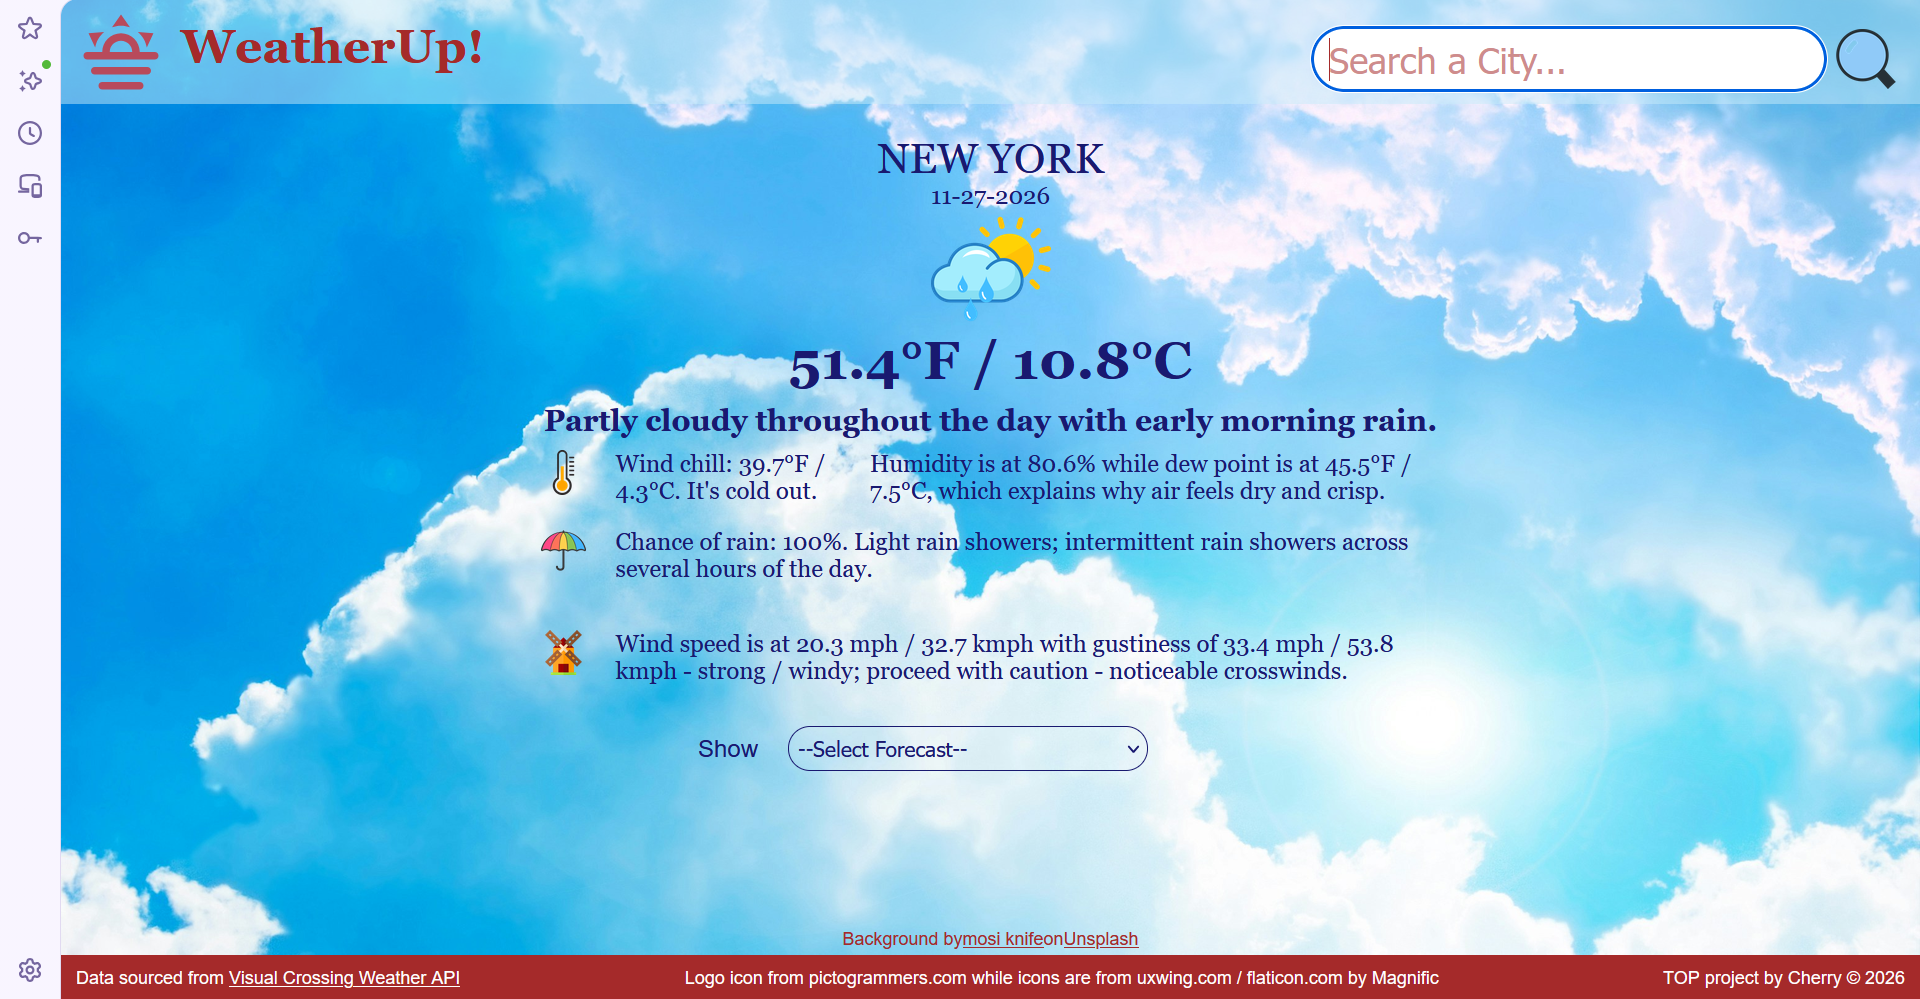 WeatherUp!
Search a City...
NEW YORK
11-27-2026
51.4°F / 10.8°C
Partly cloudy throughout the day with early morning rain.
Wind chill: 39.7°F /
4.3°C. It's cold out.
Humidity is at 80.6% while dew point is at 45.5°F /
7.5°C, which explains why air feels dry and crisp.
Chance of rain: 100%. Light rain showers; intermittent rain showers across
several hours of the day.
Wind speed is at 20.3 mph / 32.7 kmph with gustiness of 33.4 mph / 53.8
kmph - strong / windy; proceed with caution - noticeable crosswinds.
Show --Select Forecast--
Background bymosi knifeonUnsplash
Data sourced from Visual Crossing Weather API
Logo icon from pictogrammers.com while icons are from uxwing.com / flaticon.com by Magnific
TOP project by Cherry © 2026